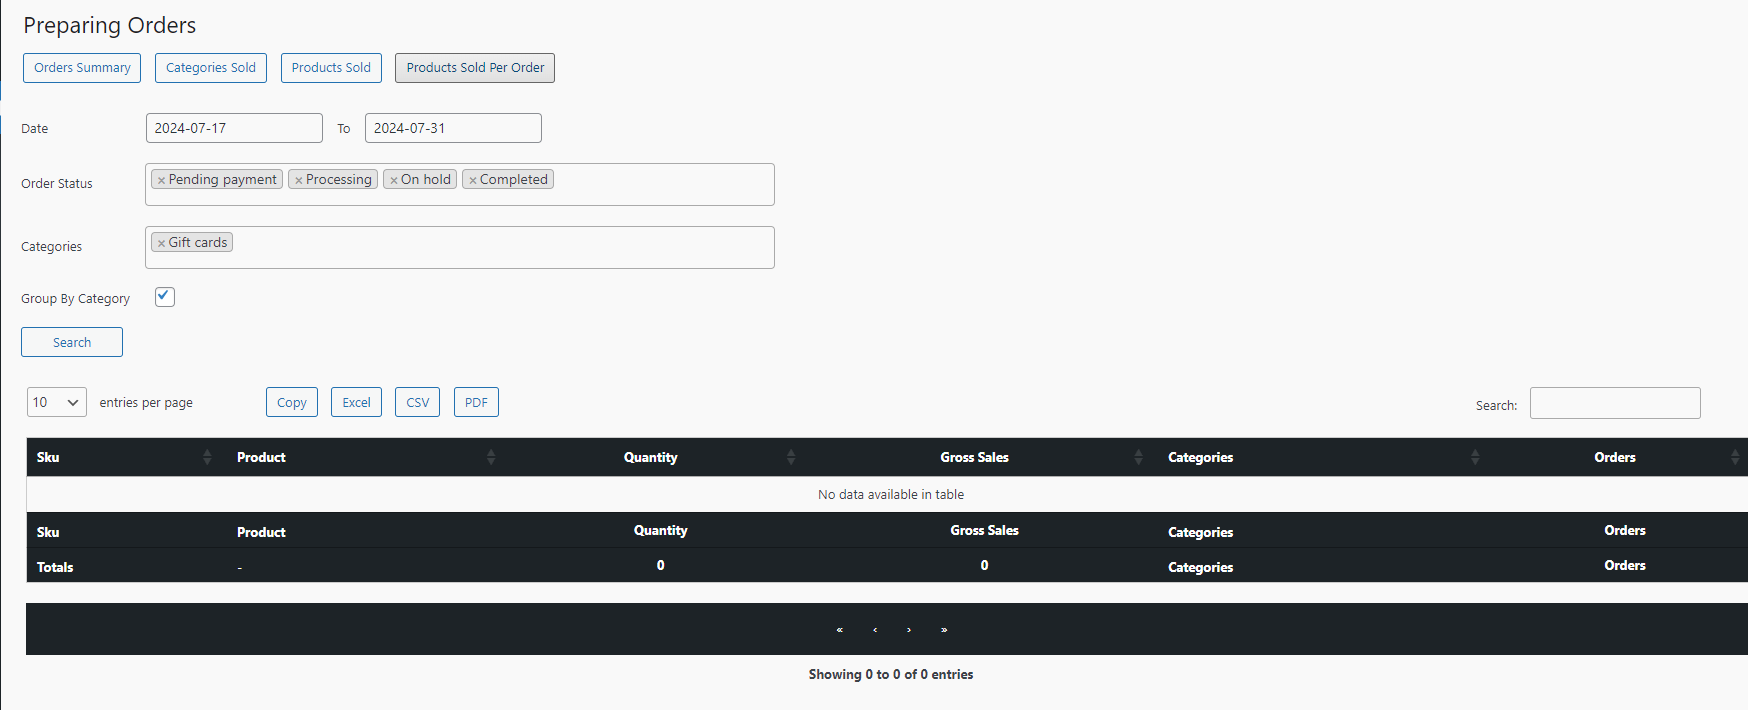 Preparing Orders
Orders Summary Categories Sold Products Sold Products Sold Per Order
Date 2024-07-17 To 2024-07-31
Order Status × Pending payment × Processing × On hold × Completed
Categories × Gift cards
Group By Category
Search
10 entries per page Copy Excel CSV PDF Search:
Sku Product Quantity Gross Sales Categories Orders
No data available in table
Sku Product Quantity Gross Sales Categories Orders
Totals - 0 0 Categories Orders
« ‹ › »
Showing 0 to 0 of 0 entries